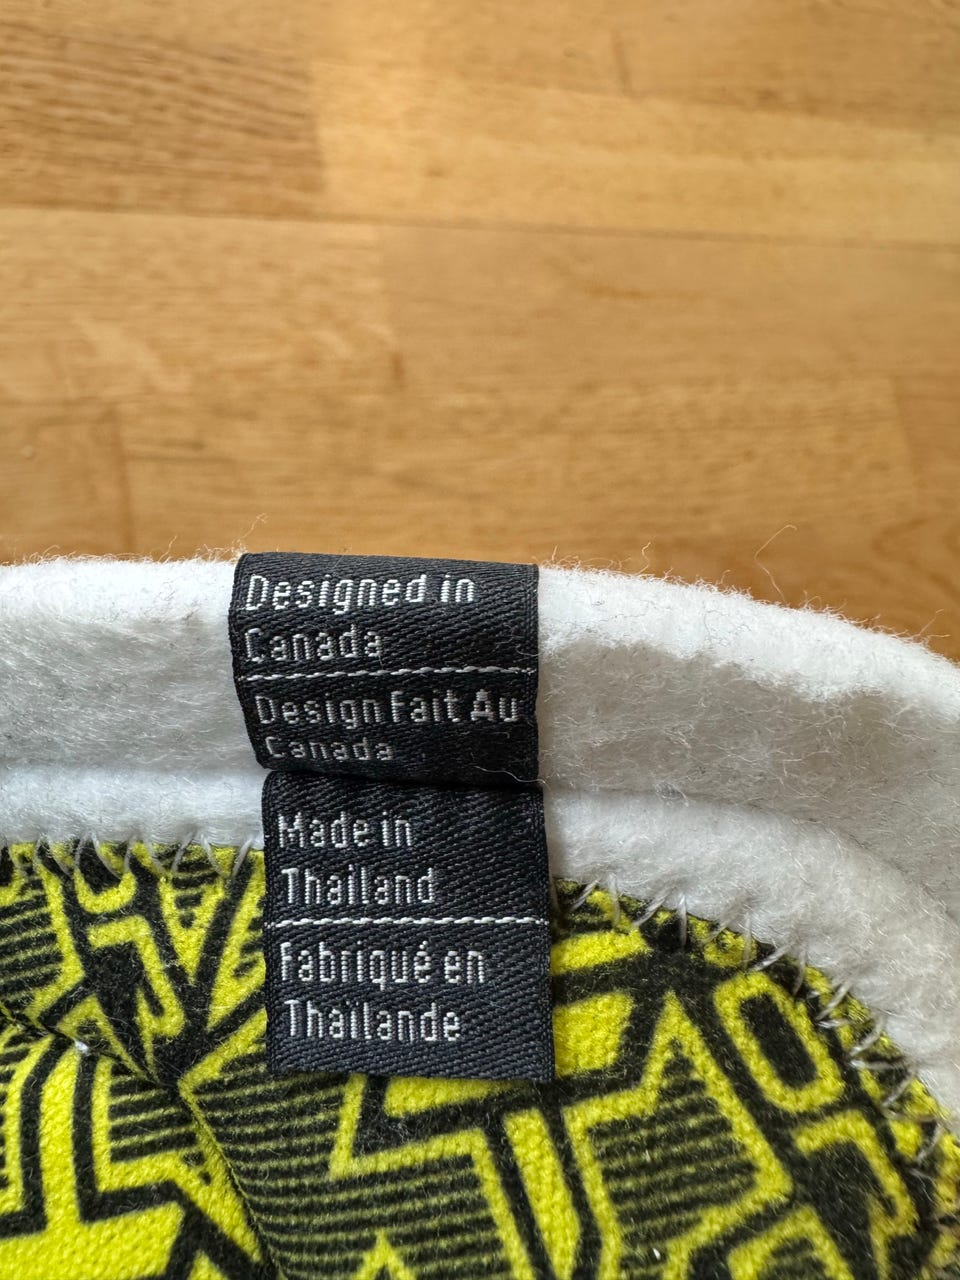 Designed in
Canada
Design Fait Au
Canada
Made in
Thailand
Fabriqué en
Thaïlande